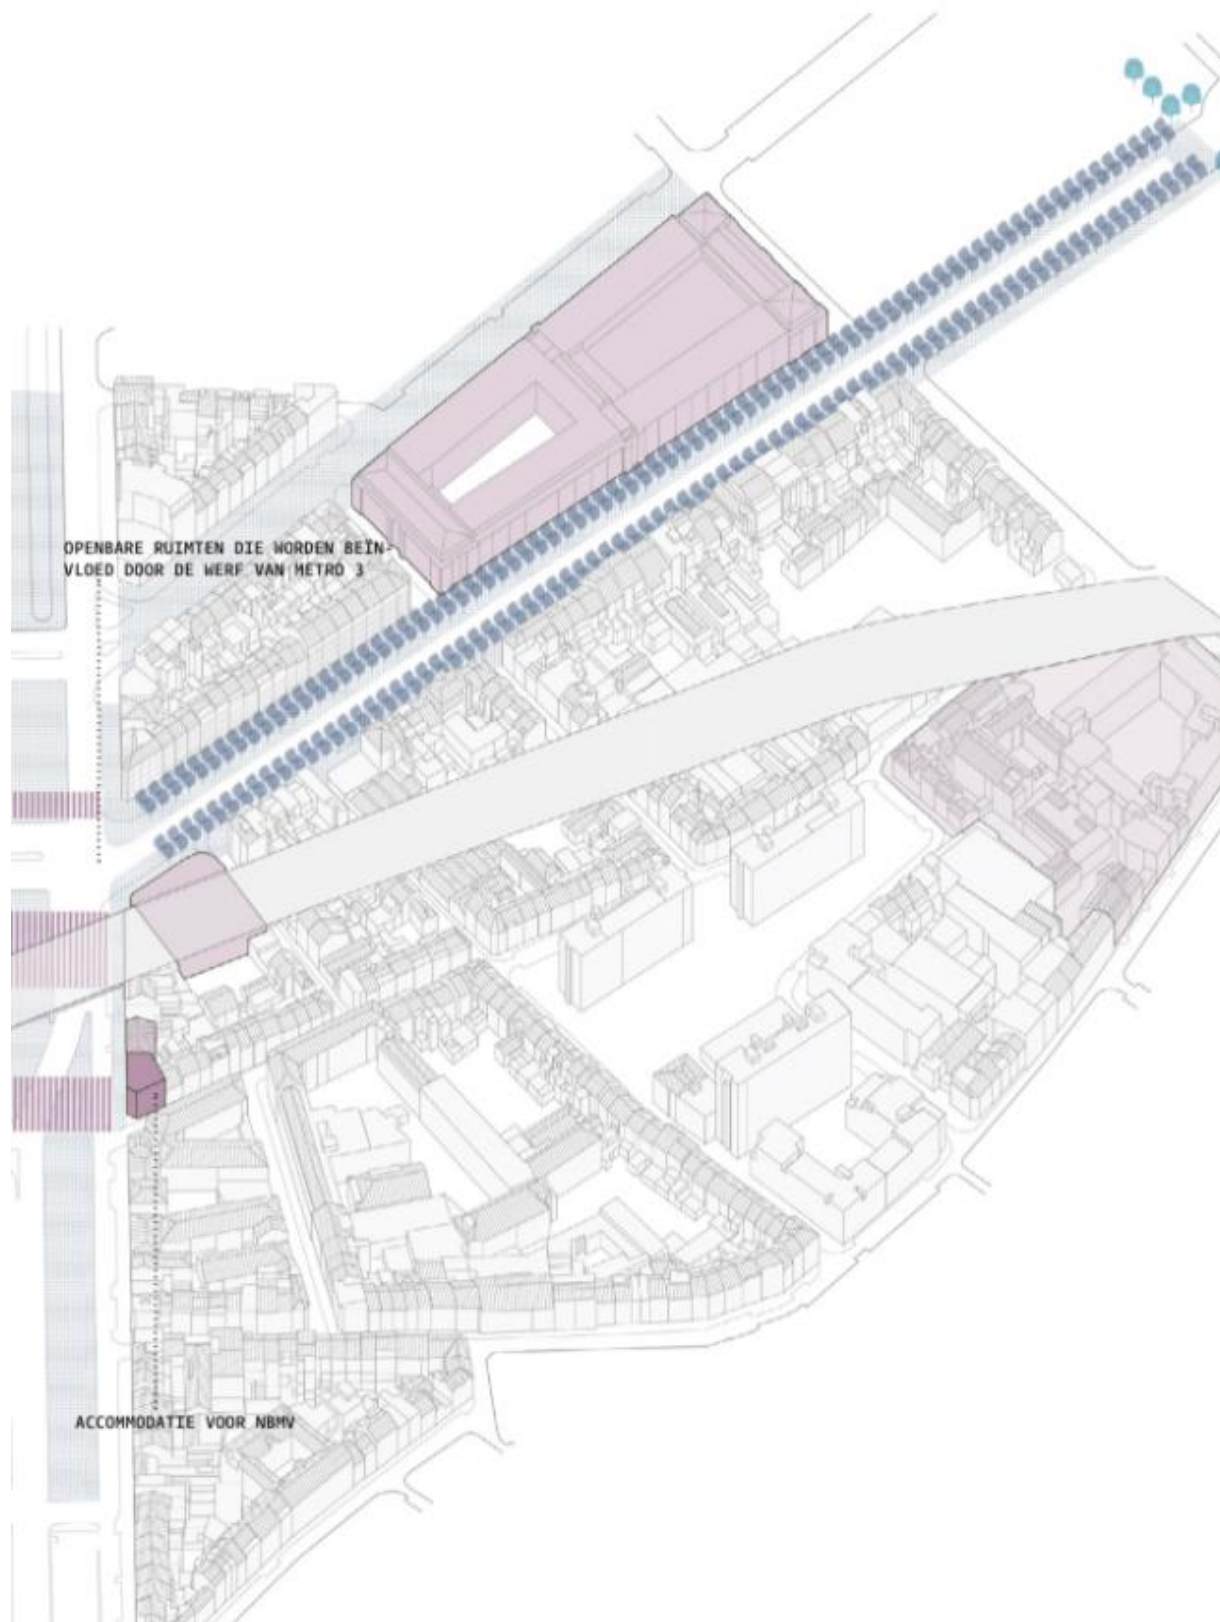 OPENBARE RUIMTEN DIE WORDEN BEÏN-
VLOED DOOR DE WERF VAN METRO 3
ACCOMMODATIE VOOR NBMV